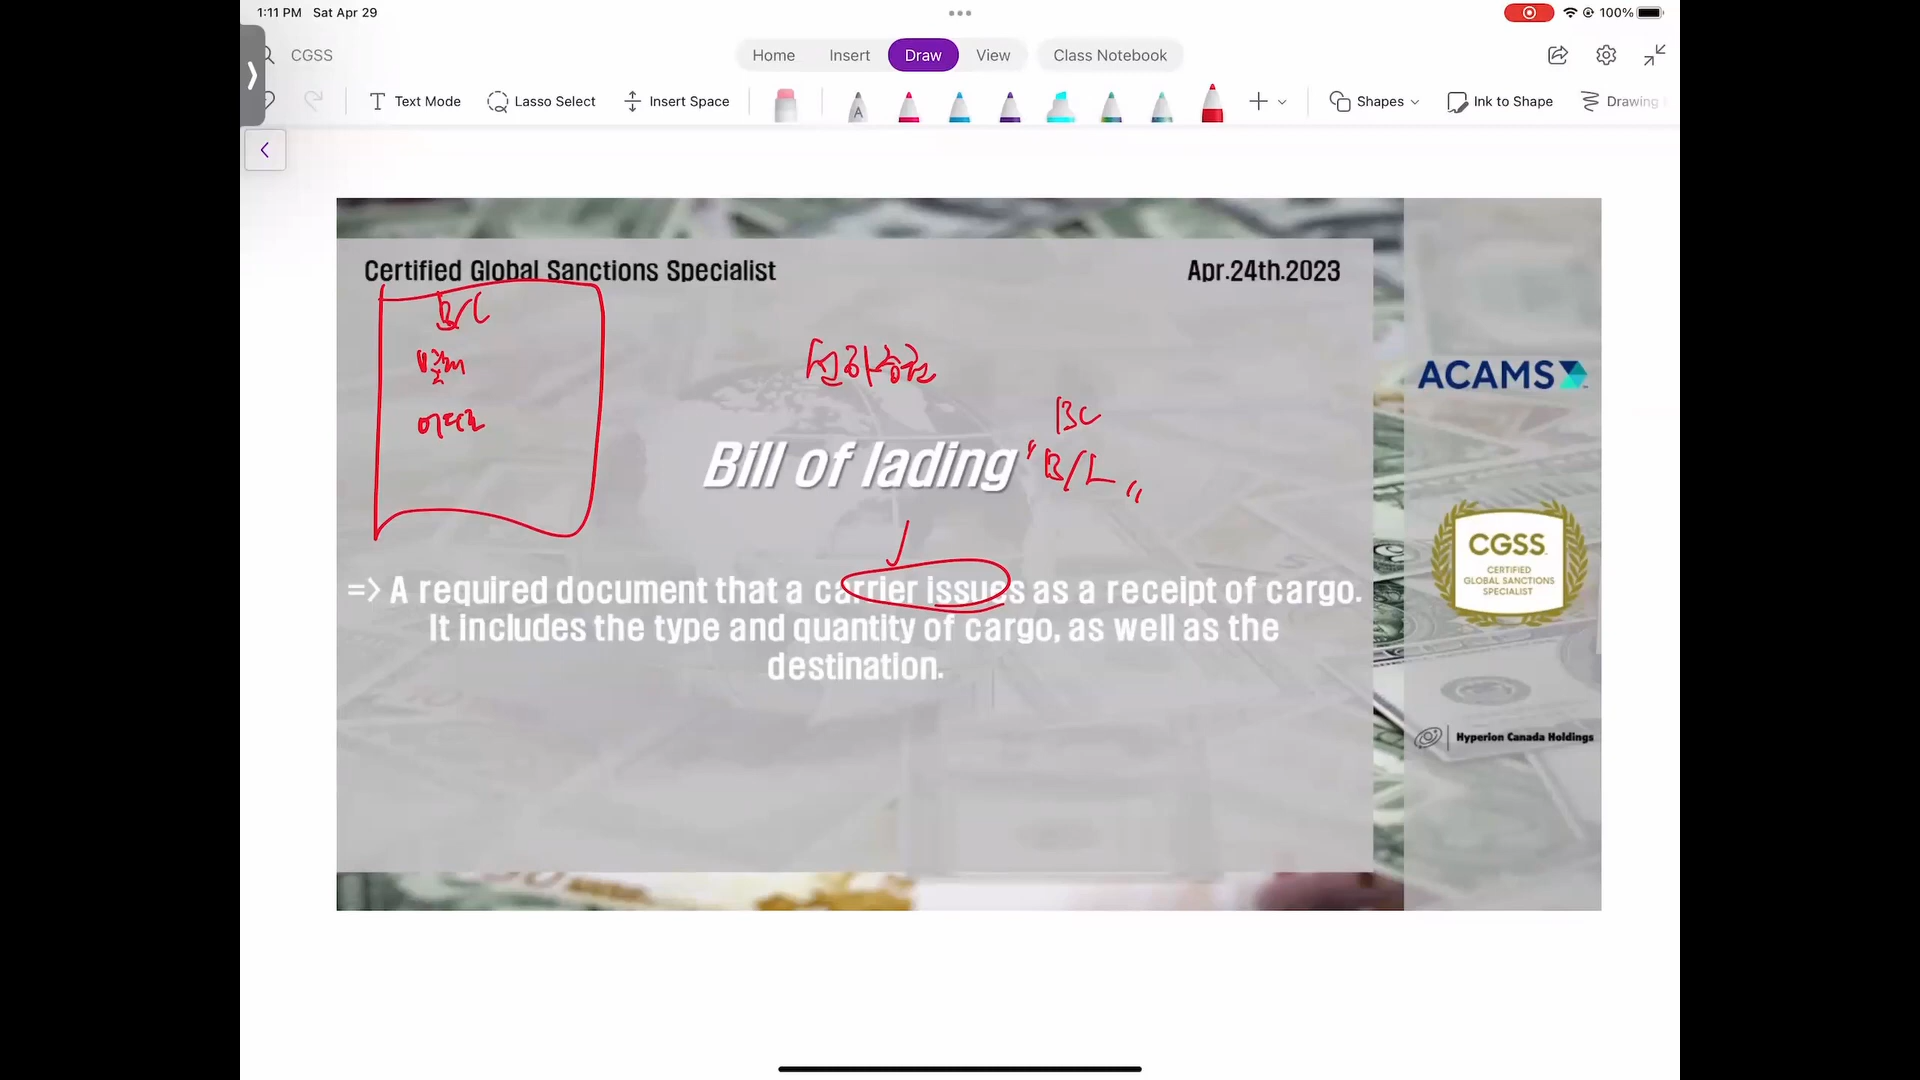 1:11 PM Sat Apr 29
100%
CGSS
Home Insert Draw View Class Notebook
Text Mode Lasso Select Insert Space A Shapes Ink to Shape Drawing
Certified Global Sanctions Specialist
Apr.24th.2023
B/L
선하증권
BC
Bill of lading
"B/L"
=> A required document that a carrier issues as a receipt of cargo.
It includes the type and quantity of cargo, as well as the
destination.
ACAMS
CGSS
CERTIFIED
GLOBAL SANCTIONS
SPECIALIST
Hyperion Canada Holdings